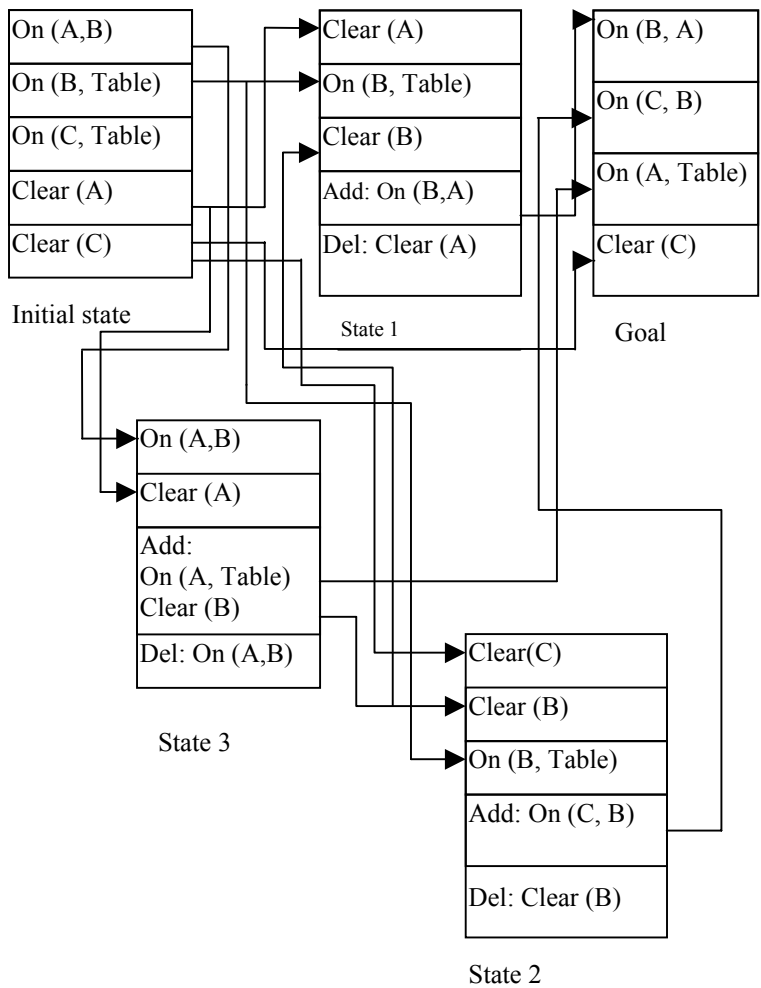 On (A,B)
On (B, Table)
On (C, Table)
Clear (A)
Clear (C)
Initial state
Clear (A)
On (B, Table)
Clear (B)
Add: On (B,A)
Del: Clear (A)
State 1
On (B, A)
On (C, B)
On (A, Table)
Clear (C)
Goal
On (A,B)
Clear (A)
Add:
On (A, Table)
Clear (B)
Del: On (A,B)
State 3
Clear(C)
Clear (B)
On (B, Table)
Add: On (C, B)
Del: Clear (B)
State 2